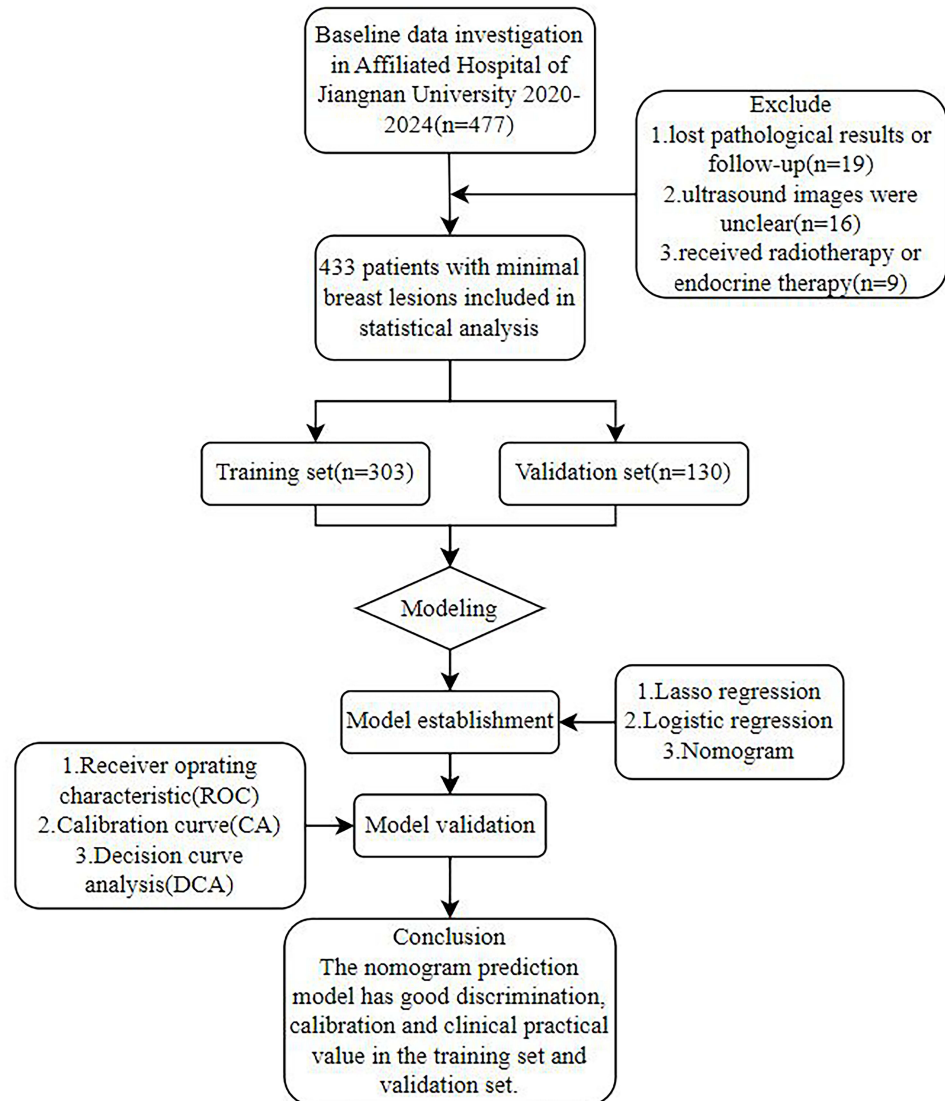 Baseline data investigation
in Affiliated Hospital of
Jiangnan University 2020-
2024(n=477)
Exclude
1.lost pathological results or
follow-up(n=19)
2.ultrasound images were
unclear(n=16)
3.received radiotherapy or
endocrine therapy(n=9)
433 patients with minimal
breast lesions included in
statistical analysis
Training set(n=303)
Validation set(n=130)
Modeling
Model establishment
1.Lasso regression
2.Logistic regression
3.Nomogram
1.Receiver oprating
characteristic(ROC)
2.Calibration curve(CA)
3.Decision curve
analysis(DCA)
Model validation
Conclusion
The nomogram prediction
model has good discrimination,
calibration and clinical practical
value in the training set and
validation set.